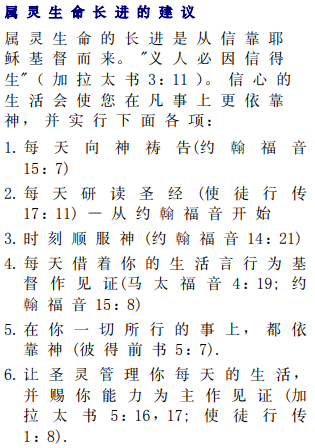 属灵生命长进的建议
属灵生命的长进是从信靠耶
稣基督而来。"义人必因信得
生"(加拉太书3:11)。信心的
生活会使您在凡事上更依靠
神，并实行下面各项:
1. 每天向神祷告(约翰福音
15:7)
2. 每天研读圣经(使徒行传
17:11) — 从约翰福音开始
3. 时刻顺服神 (约翰福音14:21)
4. 每天借着你的生活言行为基
督作见证(马太福音 4:19; 约
翰福音15:8)
5. 在你一切所行的事上，都依
靠神 (彼得前书5:7).
6. 让圣灵管理你每天的生活，
并赐你能力为主作见证(加
拉太书5:16,17; 使徒行传
1:8).